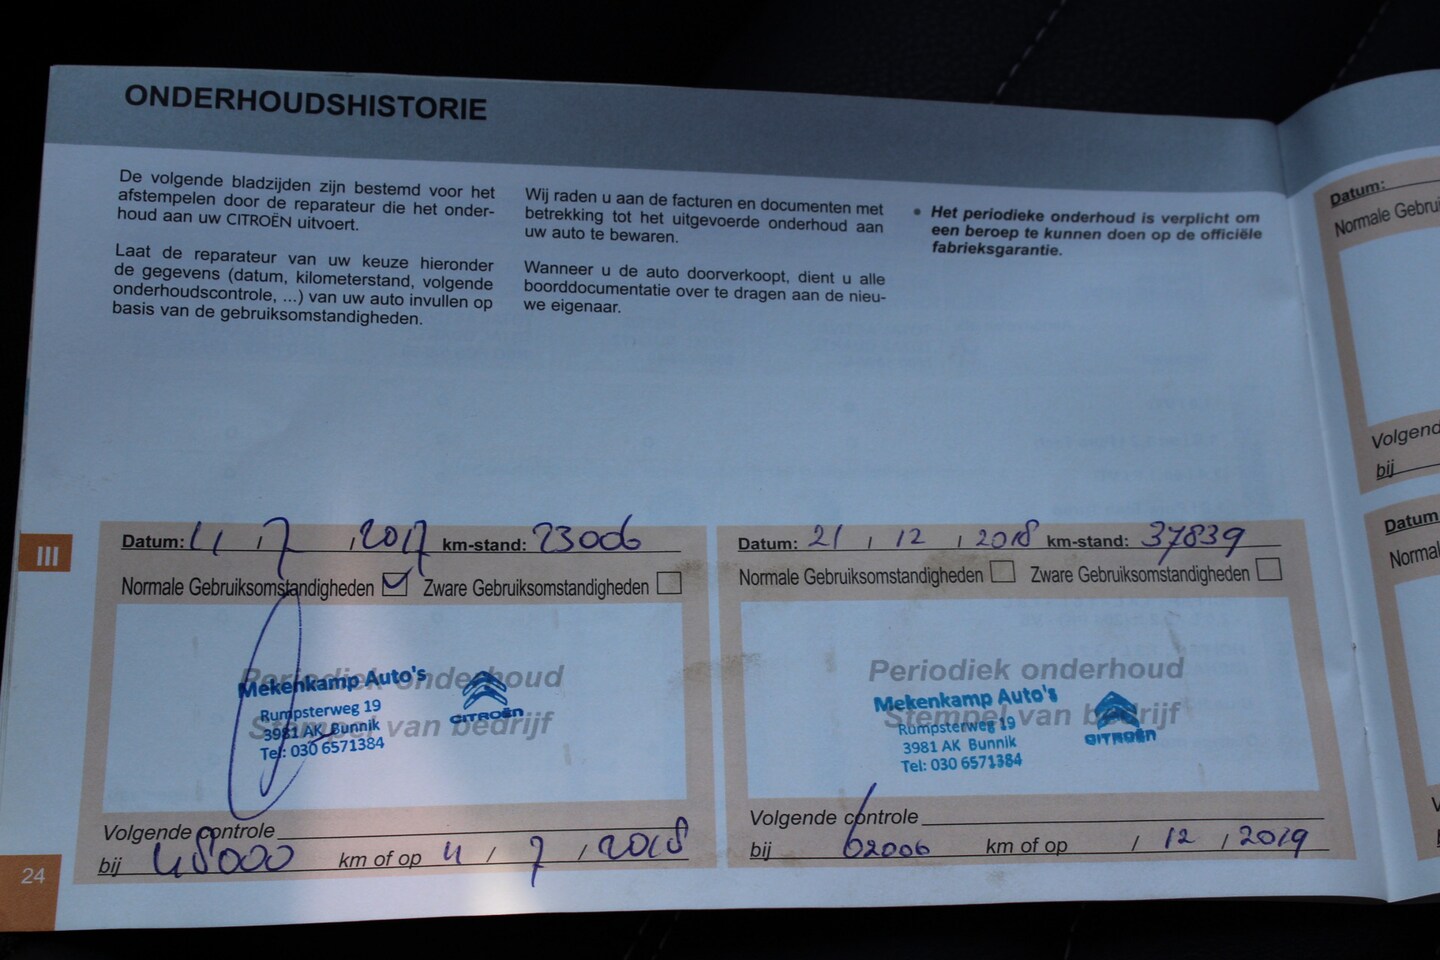 ONDERHOUDSHISTORIE
De volgende bladzijden zijn bestemd voor het
afstempelen door de reparateur die het onder-
houd aan uw CITROËN uitvoert.
Laat de reparateur van uw keuze hieronder
de gegevens (datum, kilometerstand, volgende
onderhoudscontrole, ...) van uw auto invullen op
basis van de gebruiksomstandigheden.
Wij raden u aan de facturen en documenten met
betrekking tot het uitgevoerde onderhoud aan
uw auto te bewaren.
Wanneer u de auto doorverkoopt, dient u alle
boorddocumentatie over te dragen aan de nieu-
we eigenaar.
• Het periodieke onderhoud is verplicht om
een beroep te kunnen doen op de officiële
fabrieksgarantie.
III
Datum: / 7 / 2017 km-stand: 23006
Normale Gebruiksomstandigheden Zware Gebruiksomstandigheden
Periodiek onderhoud
Stempel van bedrijf
Mekenkamp Auto's
Rumpsterweg 19
3981 AK Bunnik
Tel: 030 6571384
CITROËN
Volgende controle
bij 48000 km of op / 7 / 2018
Datum: 21 / 12 / 2018 km-stand: 37839
Normale Gebruiksomstandigheden Zware Gebruiksomstandigheden
Periodiek onderhoud
Stempel van bedrijf
Mekenkamp Auto's
Rumpsterweg 19
3981 AK Bunnik
Tel: 030 6571384
CITROËN
Volgende controle
bij 62006 km of op / 12 / 2019
24
Datum:
Normale
Volgend
bij
Datum
Normal